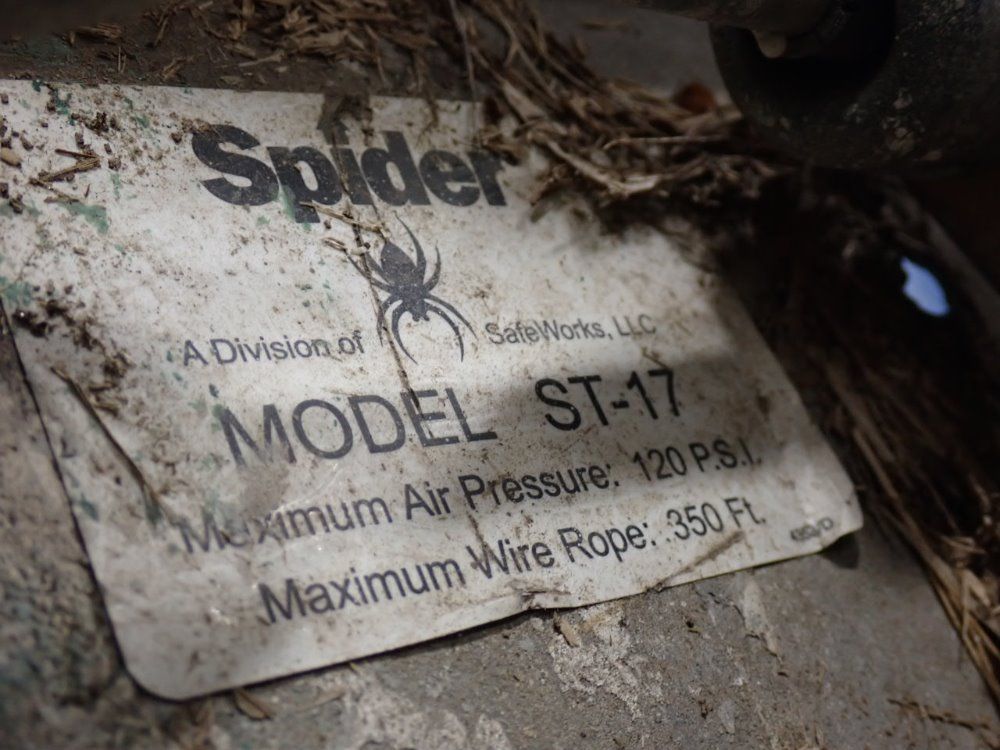 Spider
A Division of SafeWorks, LLC
MODEL ST-17
Maximum Air Pressure: 120 P.S.I.
Maximum Wire Rope: 350 Ft.